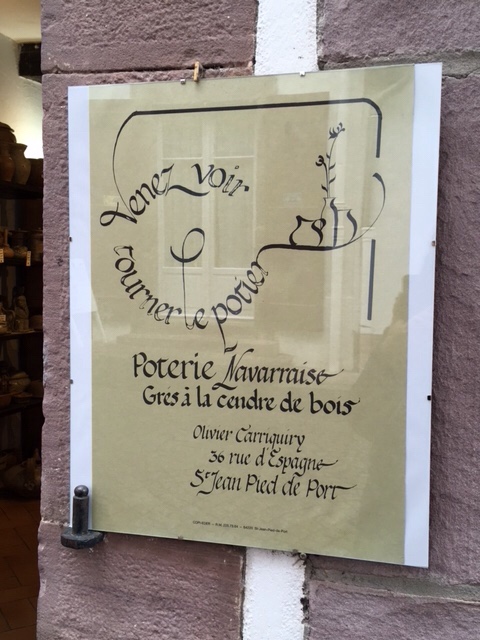 Venez voir
tourner le potier
Poterie Navarraise
Gres à la cendre de bois
Olivier Carriquiry
36 rue d'Espagne
St Jean Pied de Port